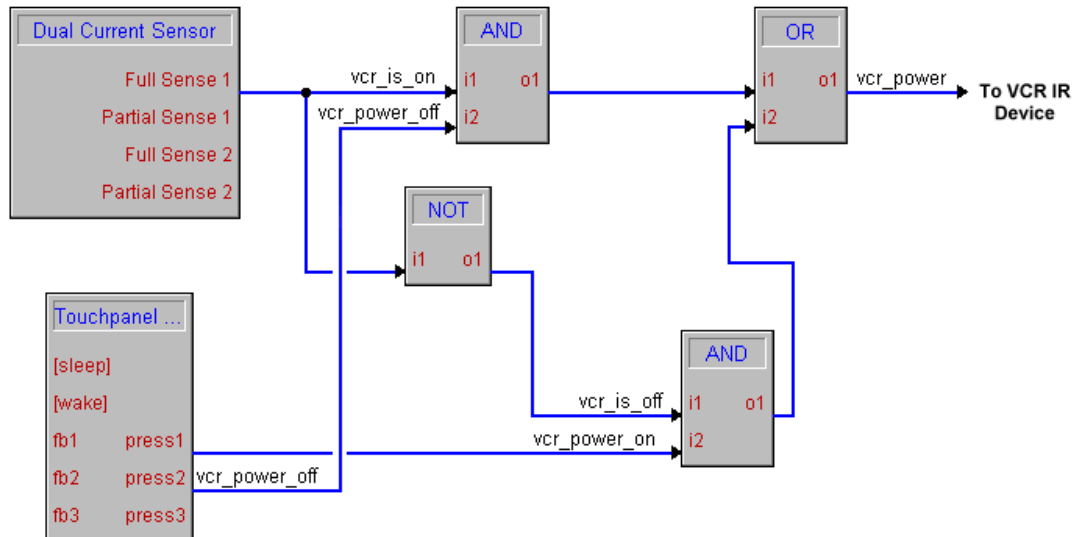 Dual Current Sensor
Full Sense 1
Partial Sense 1
Full Sense 2
Partial Sense 2
vcr_is_on
vcr_power_off
AND
i1 o1
i2
OR
i1 o1
i2
vcr_power
To VCR IR
Device
NOT
i1 o1
Touchpanel ...
[sleep]
[wake]
fb1 press1
fb2 press2
fb3 press3
vcr_power_off
vcr_is_off
vcr_power_on
AND
i1 o1
i2